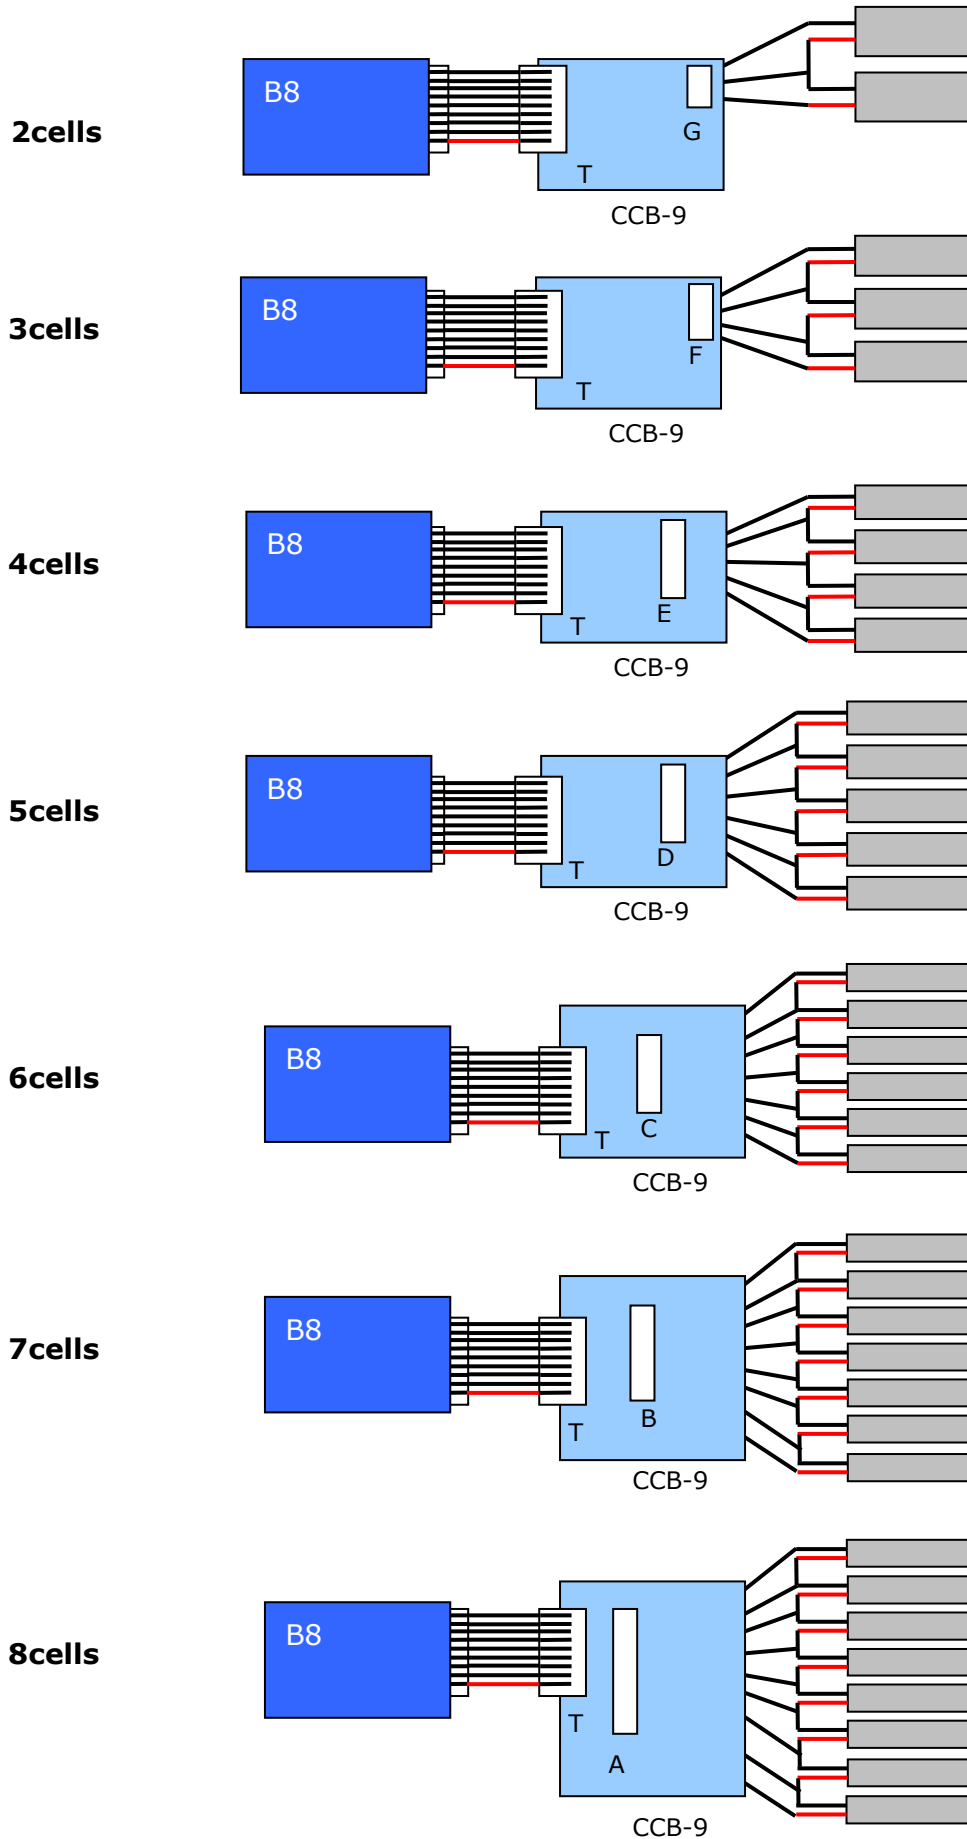 B8
2cells
G
T
CCB-9
B8
3cells
F
T
CCB-9
B8
4cells
E
T
CCB-9
B8
5cells
D
T
CCB-9
B8
6cells
C
T
CCB-9
B8
7cells
B
T
CCB-9
B8
8cells
T
A
CCB-9